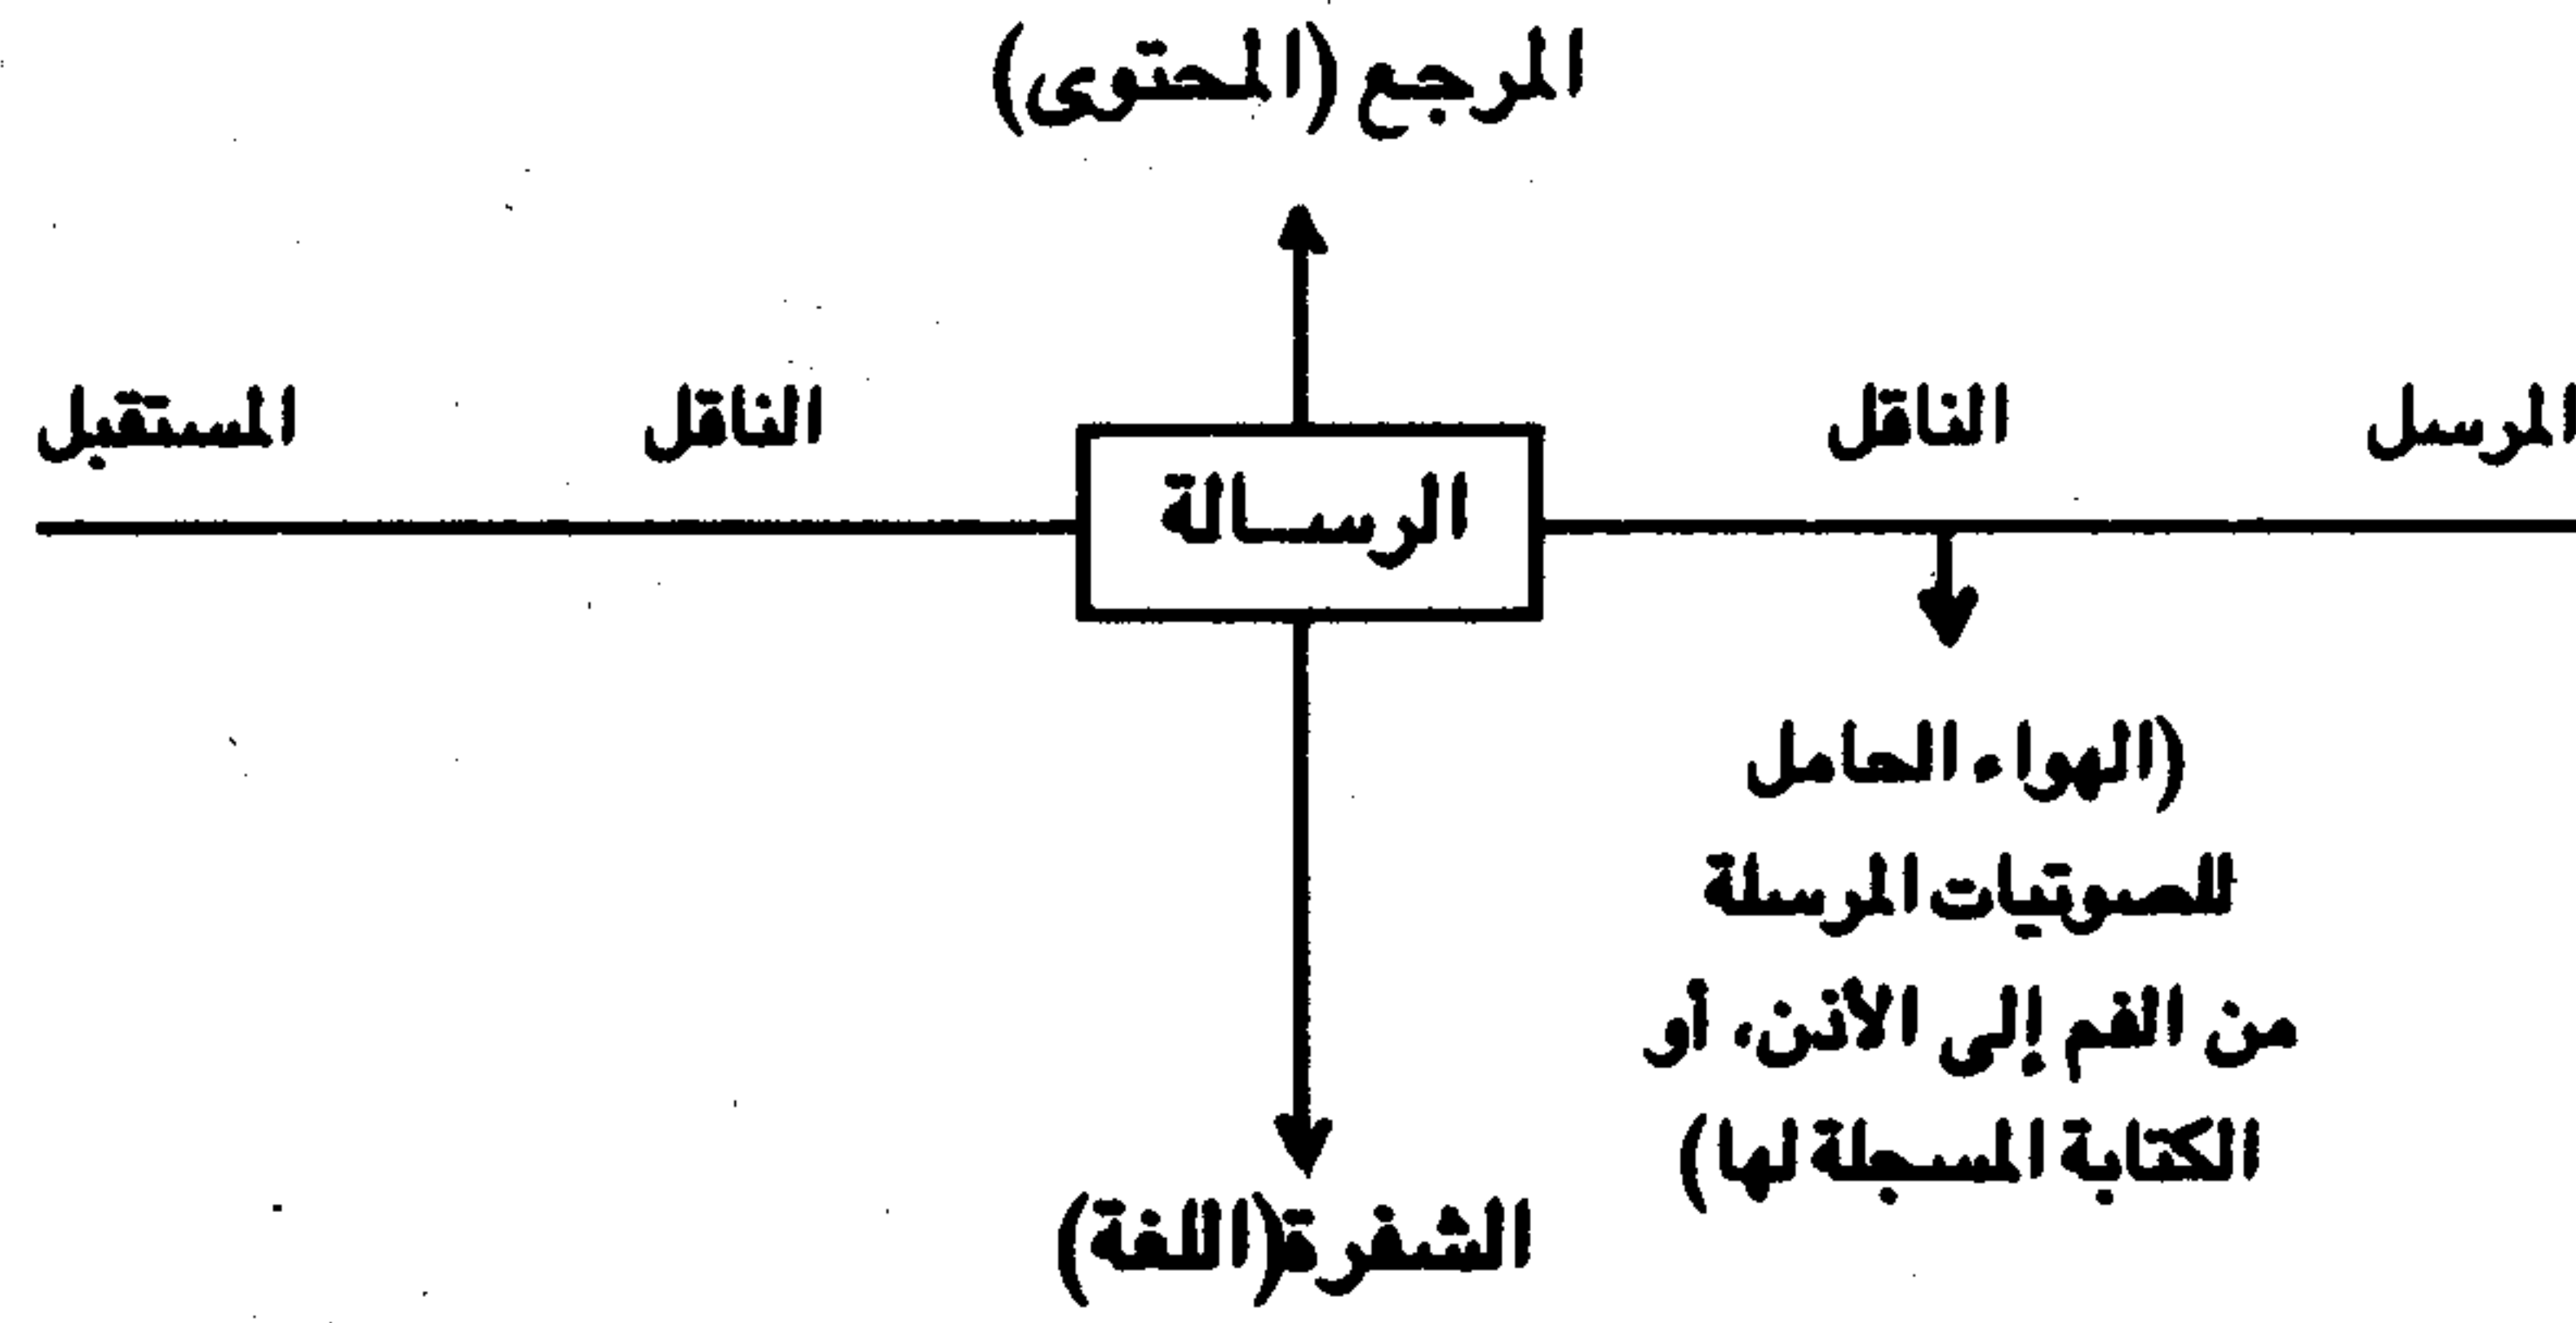 المرجع (المحتوى)
المرسل
الناقل
الناقل
المستقبل
الرسالة
(الهواء الحامل
للصوتيات المرسلة
من الفم إلى الأذن، أو
الكتابة المسجلة لها)
الشفرة (اللغة)